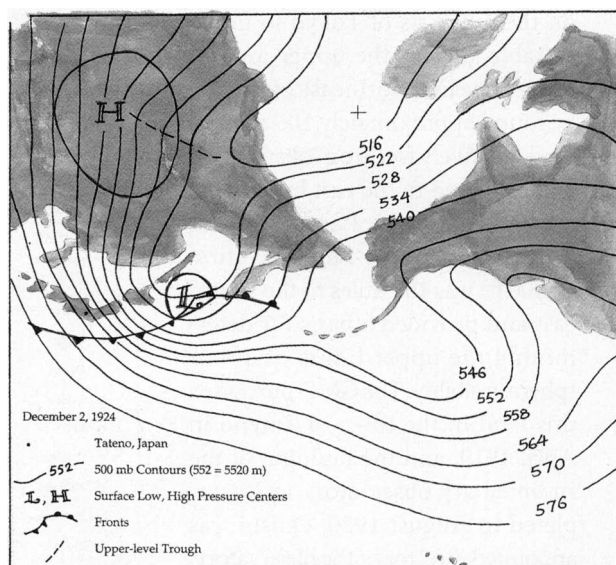 H
516
522
528
534
540
L
546
552
558
564
570
576
December 2, 1924
Tateno, Japan
552 500 mb Contours (552 = 5520 m)
L, H Surface Low, High Pressure Centers
Fronts
Upper-level Trough